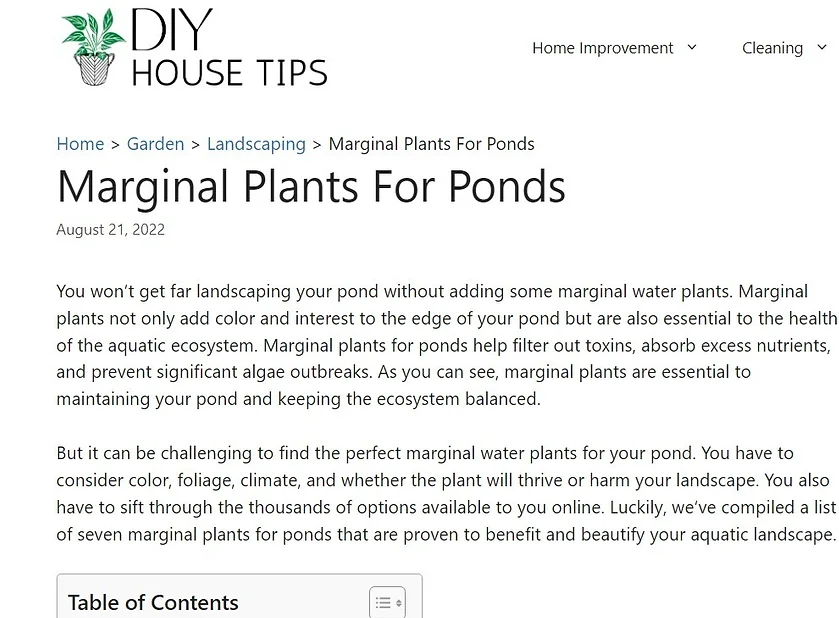 DIY
HOUSE TIPS
Home Improvement
Cleaning
Home > Garden > Landscaping > Marginal Plants For Ponds
Marginal Plants For Ponds
August 21, 2022
You won’t get far landscaping your pond without adding some marginal water plants. Marginal
plants not only add color and interest to the edge of your pond but are also essential to the health
of the aquatic ecosystem. Marginal plants for ponds help filter out toxins, absorb excess nutrients,
and prevent significant algae outbreaks. As you can see, marginal plants are essential to
maintaining your pond and keeping the ecosystem balanced.
But it can be challenging to find the perfect marginal water plants for your pond. You have to
consider color, foliage, climate, and whether the plant will thrive or harm your landscape. You also
have to sift through the thousands of options available to you online. Luckily, we’ve compiled a list
of seven marginal plants for ponds that are proven to benefit and beautify your aquatic landscape.
Table of Contents